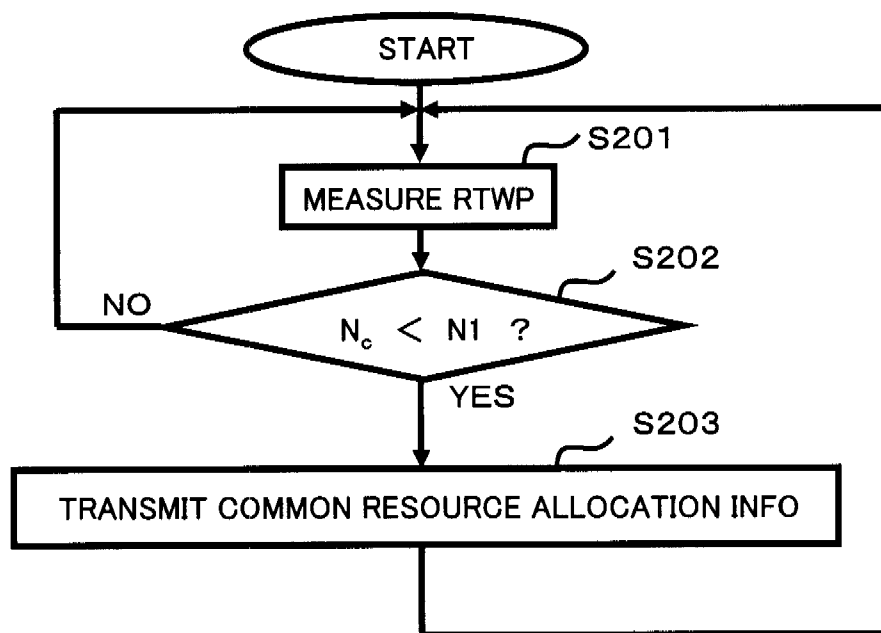 START
S201
MEASURE RTWP
S202
NO
N_c < N1 ?
YES
S203
TRANSMIT COMMON RESOURCE ALLOCATION INFO